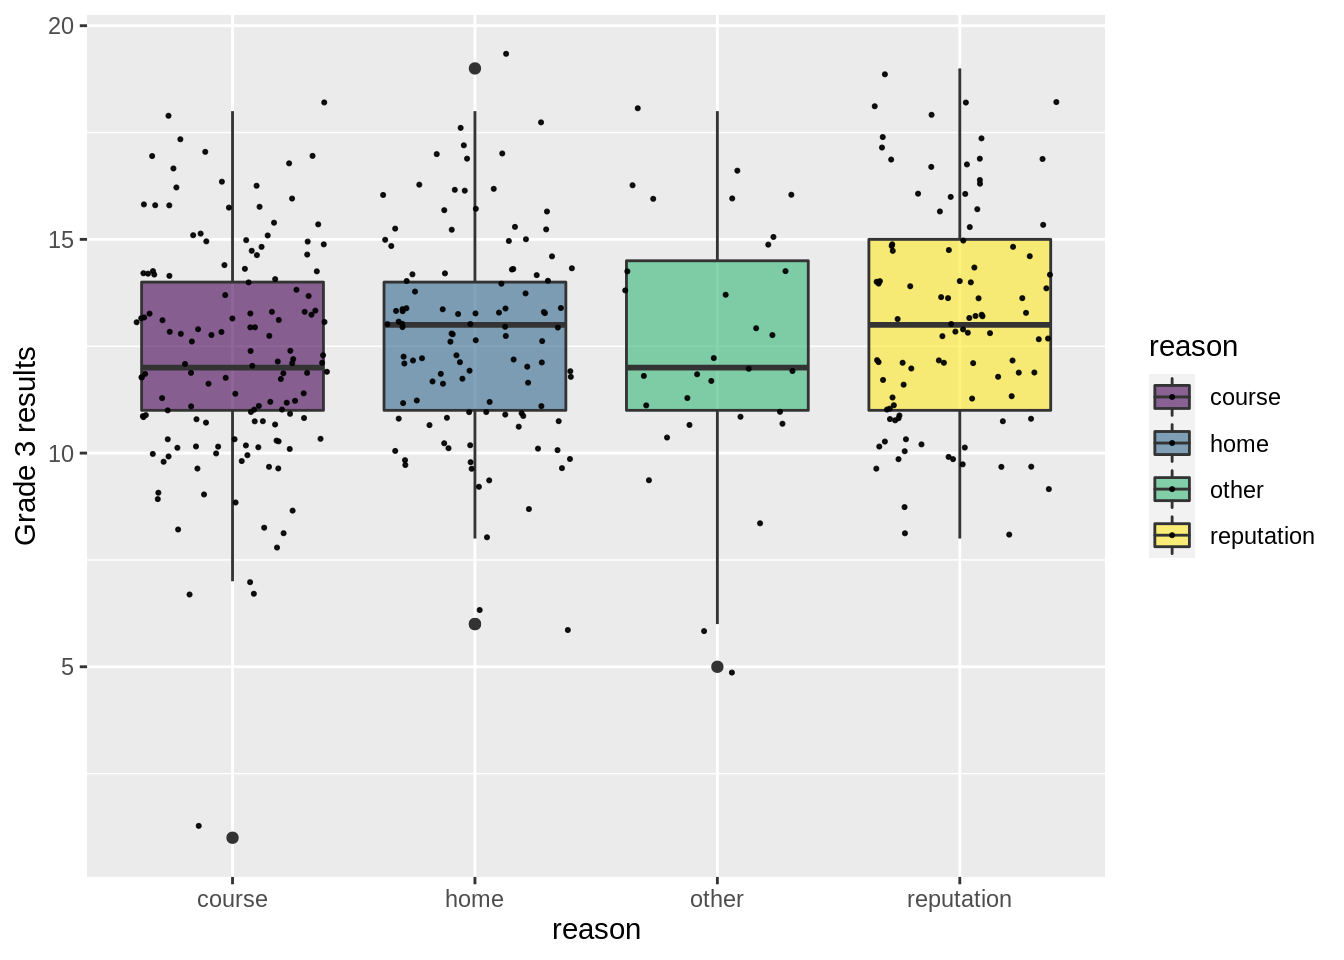 20
15
10
5
Grade 3 results
course home other reputation
reason
reason
course
home
other
reputation